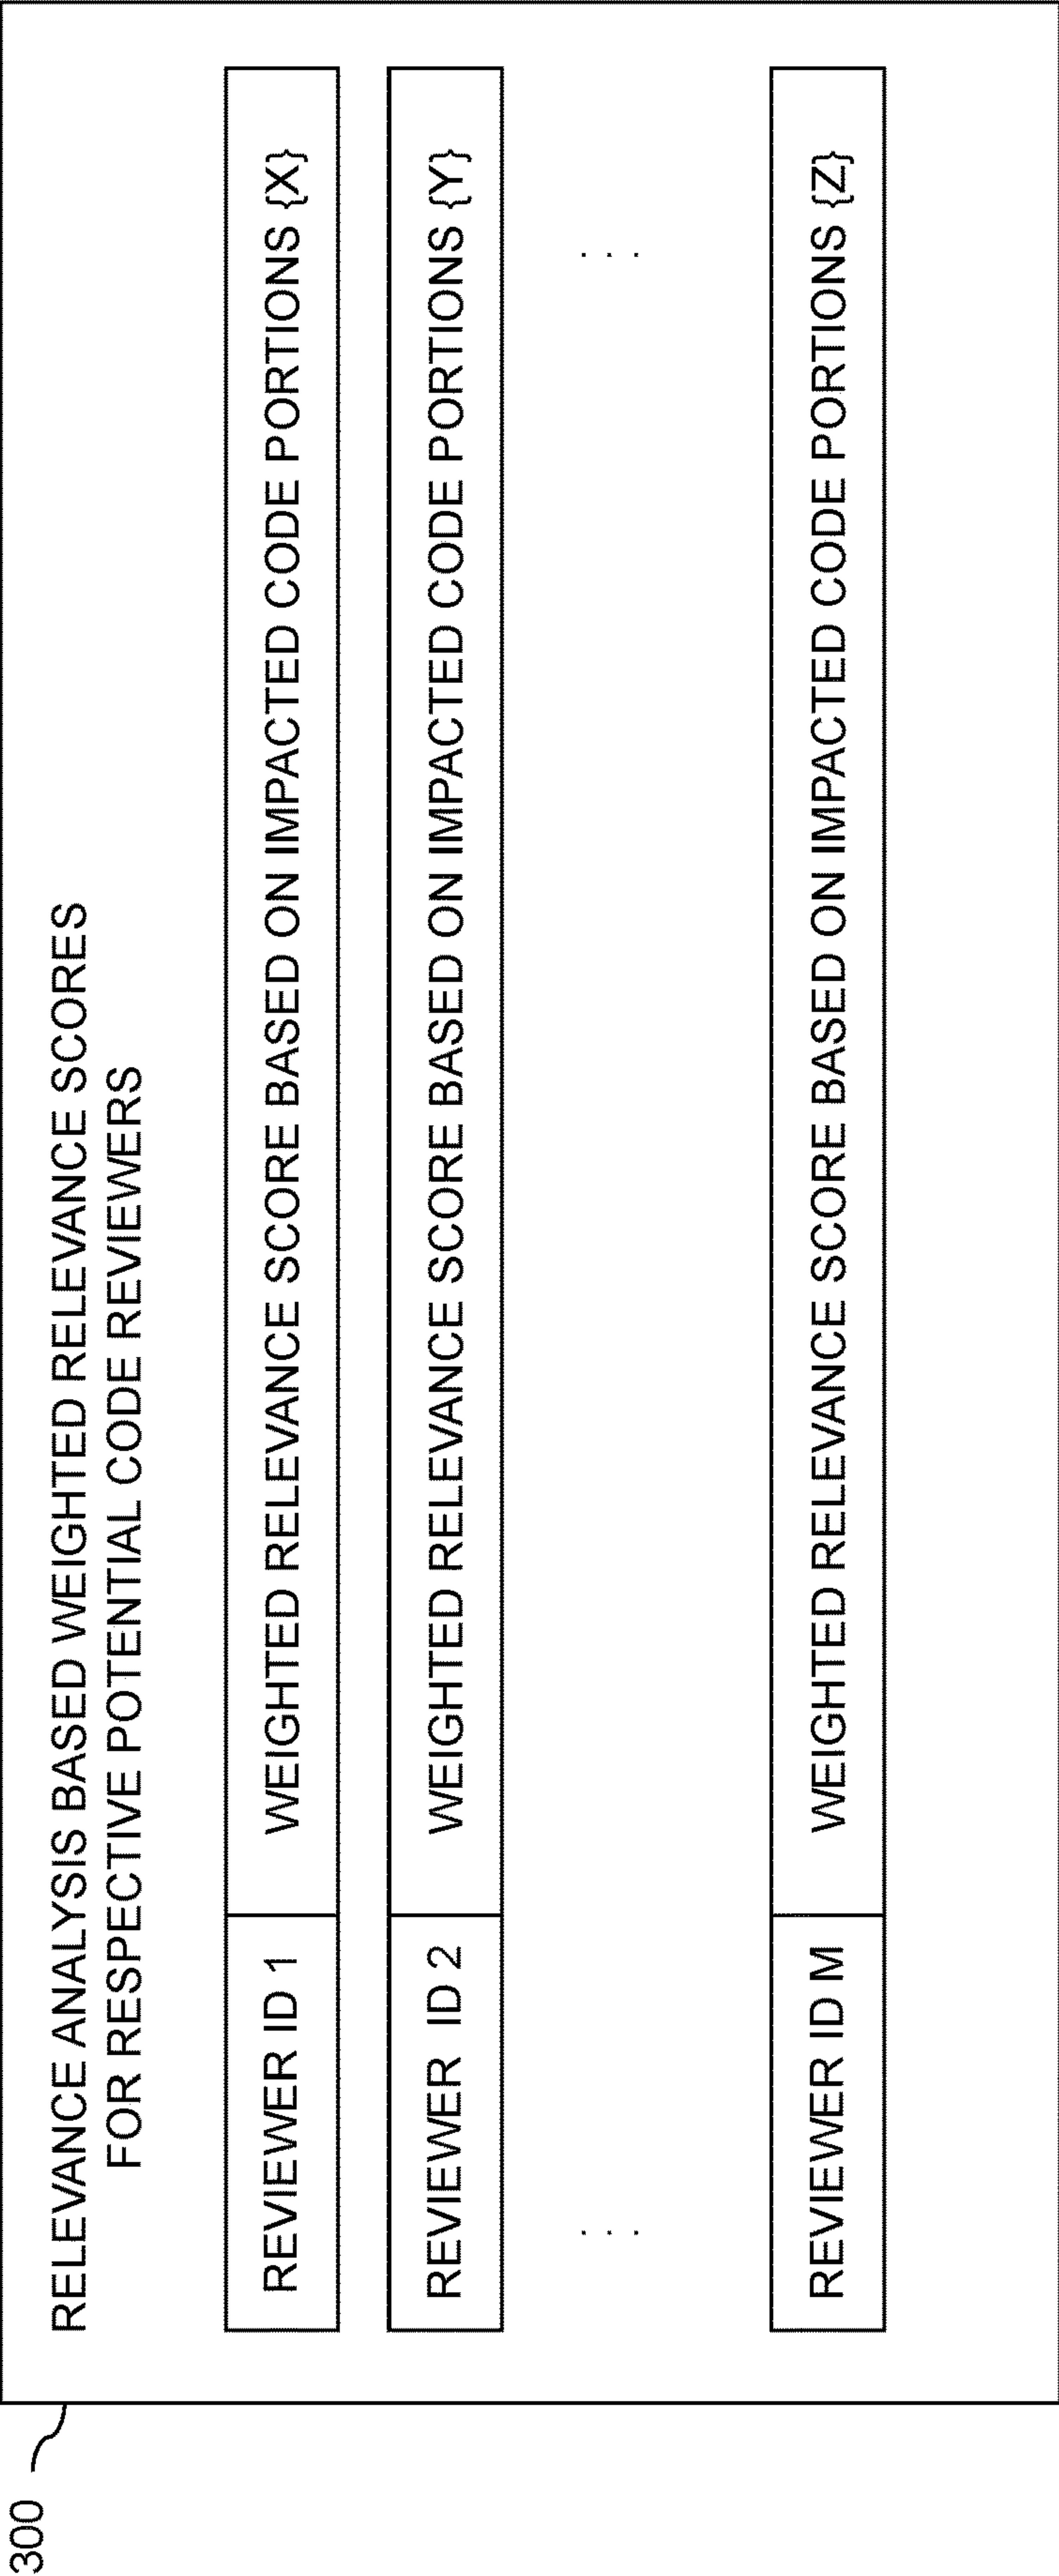 300
RELEVANCE ANALYSIS BASED WEIGHTED RELEVANCE SCORES
FOR RESPECTIVE POTENTIAL CODE REVIEWERS
REVIEWER ID 1 WEIGHTED RELEVANCE SCORE BASED ON IMPACTED CODE PORTIONS {X}
REVIEWER ID 2 WEIGHTED RELEVANCE SCORE BASED ON IMPACTED CODE PORTIONS {Y}
. . . . . .
REVIEWER ID M WEIGHTED RELEVANCE SCORE BASED ON IMPACTED CODE PORTIONS {Z}